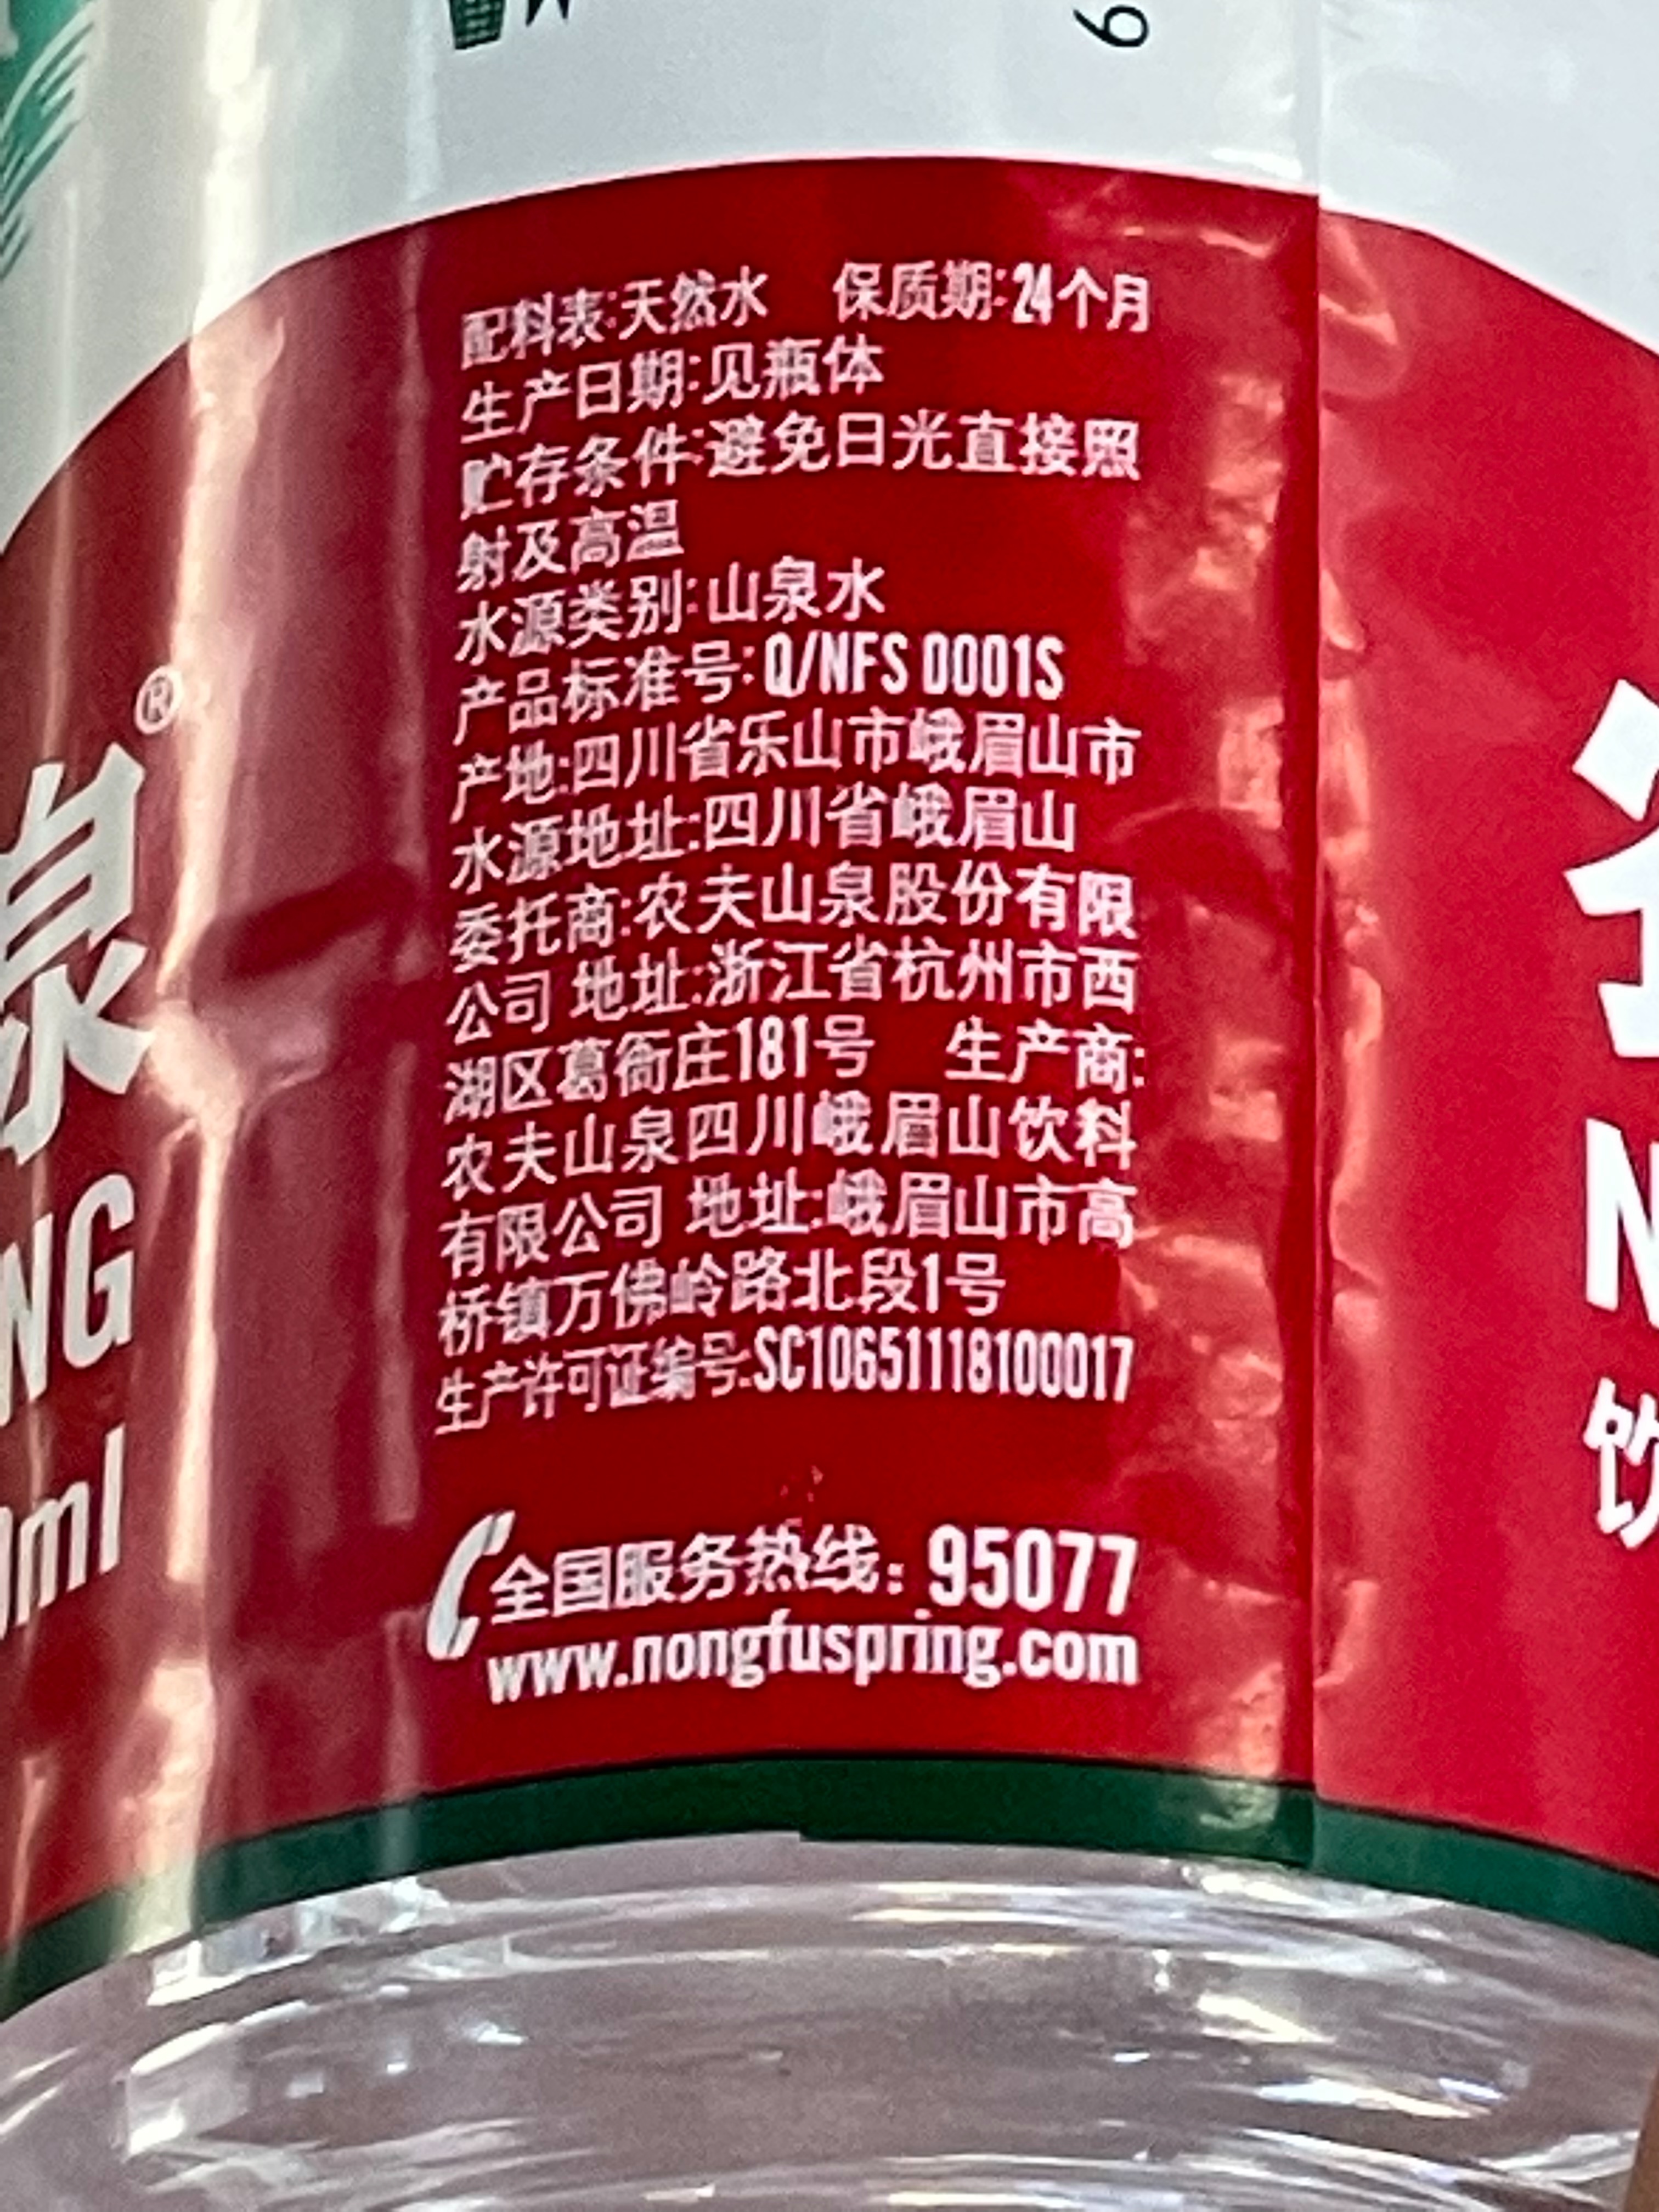 配料表:天然水 保质期:24个月
生产日期:见瓶体
贮存条件:避免日光直接照
射及高温
水源类别:山泉水
产品标准号:Q/NFS 0001S
产地:四川省乐山市峨眉山市
水源地址:四川省峨眉山
委托商:农夫山泉股份有限
公司 地址:浙江省杭州市西
湖区葛衙庄181号 生产商:
农夫山泉四川峨眉山饮料
有限公司 地址:峨眉山市高
桥镇万佛岭路北段1号
生产许可证编号:SC10651118100017
全国服务热线：95077
www.nongfuspring.com
泉®
NG
0ml
N
饮